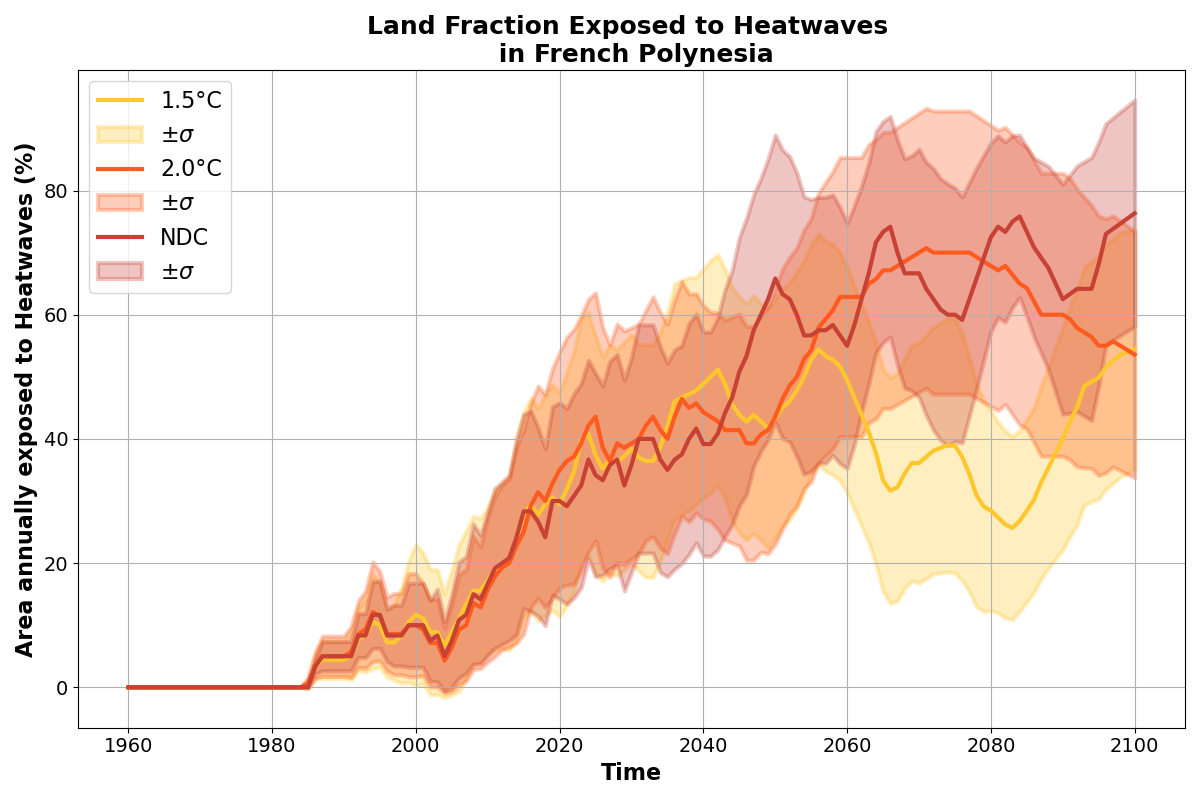 Land Fraction Exposed to Heatwaves
in French Polynesia
1.5°C
±σ
2.0°C
±σ
NDC
±σ
Area annually exposed to Heatwaves (%)
80
60
40
20
0
1960 1980 2000 2020 2040 2060 2080 2100
Time